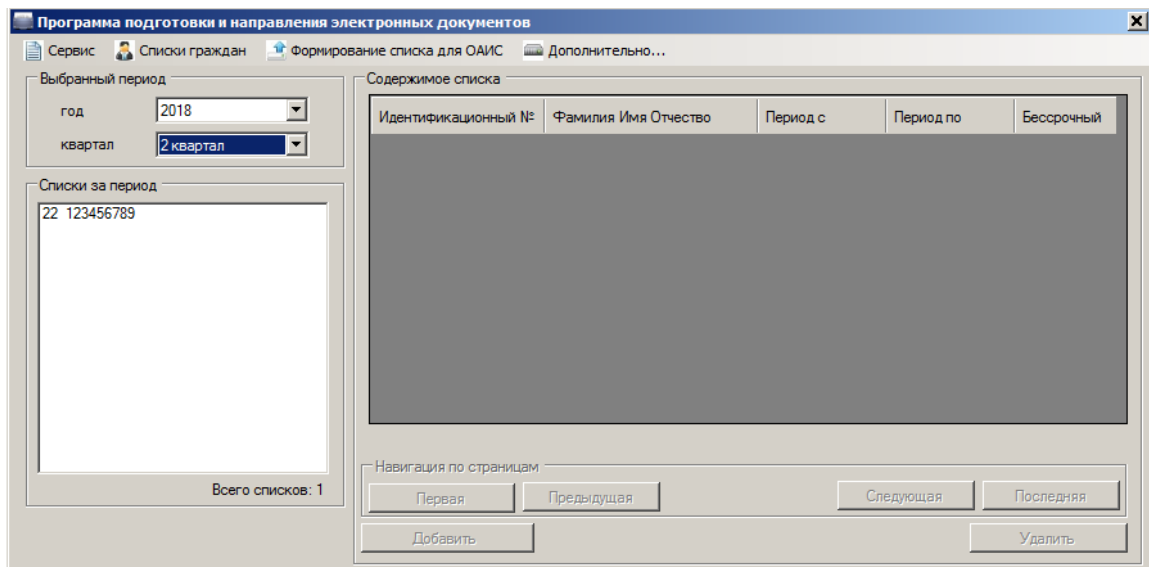 Программа подготовки и направления электронных документов
Сервис Списки граждан Формирование списка для ОАИС Дополнительно...
Выбранный период
год 2018
квартал 2 квартал
Списки за период
22 123456789
Всего списков: 1
Содержимое списка
Идентификационный № Фамилия Имя Отчество Период с Период по Бессрочный
Навигация по страницам
Первая Предыдущая Следующая Последняя
Добавить Удалить